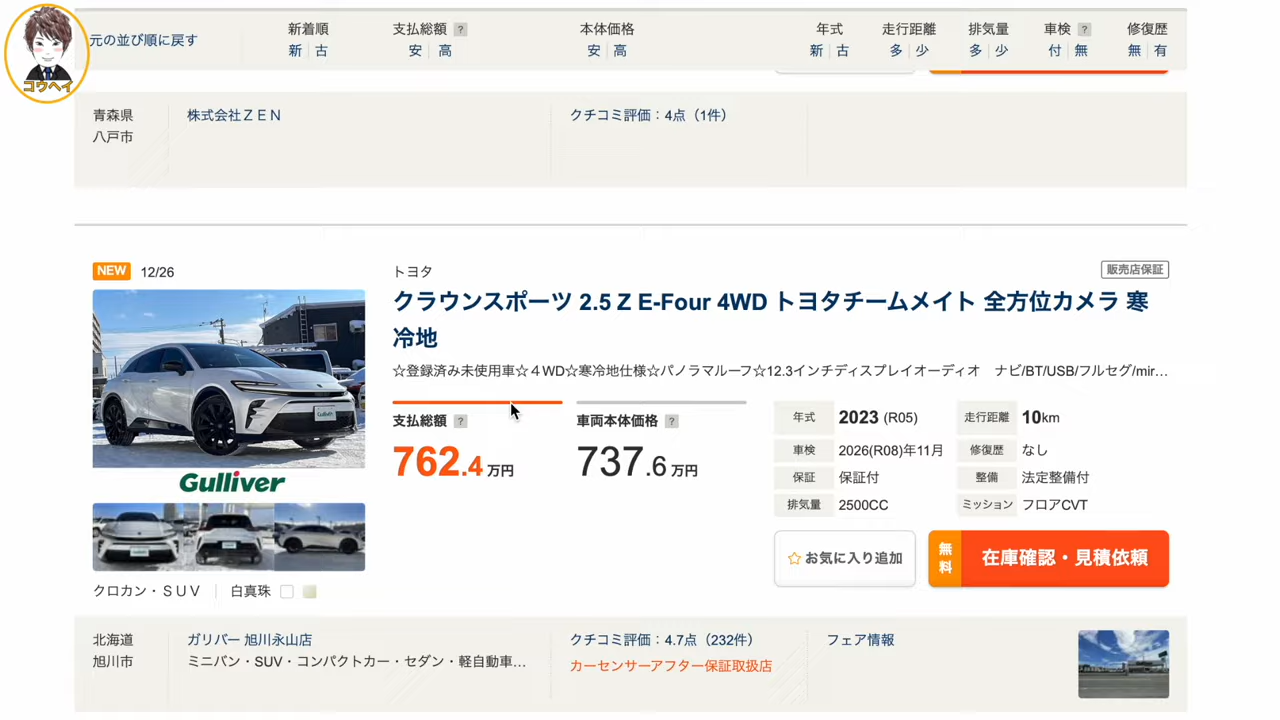 元の並び順に戻す
新着順
新 古
支払総額 ?
安 高
本体価格
安 高
年式
新 古
走行距離
多 少
排気量
多 少
車検 ?
付 無
修復歴
無 有
コウヘイ
青森県
八戸市
株式会社ZEN
クチコミ評価:4点(1件)
NEW 12/26
トヨタ
販売店保証
クラウンスポーツ 2.5 Z E-Four 4WD トヨタチームメイト 全方位カメラ 寒
冷地
☆登録済み未使用車☆4WD☆寒冷地仕様☆パノラマルーフ☆12.3インチディスプレイオーディオ ナビ/BT/USB/フルセグ/mir…
支払総額 ?
762.4万円
車両本体価格 ?
737.6万円
年式 2023 (R05)
走行距離 10km
車検 2026(R08)年11月
修復歴 なし
保証 保証付
整備 法定整備付
排気量 2500CC
ミッション フロアCVT
Gulliver
Gulliver
クロカン・SUV
白真珠
☆お気に入り追加
無料
在庫確認・見積依頼
北海道
旭川市
ガリバー 旭川永山店
ミニバン・SUV・コンパクトカー・セダン・軽自動車…
クチコミ評価:4.7点(232件)
カーセンサーアフター保証取扱店
フェア情報